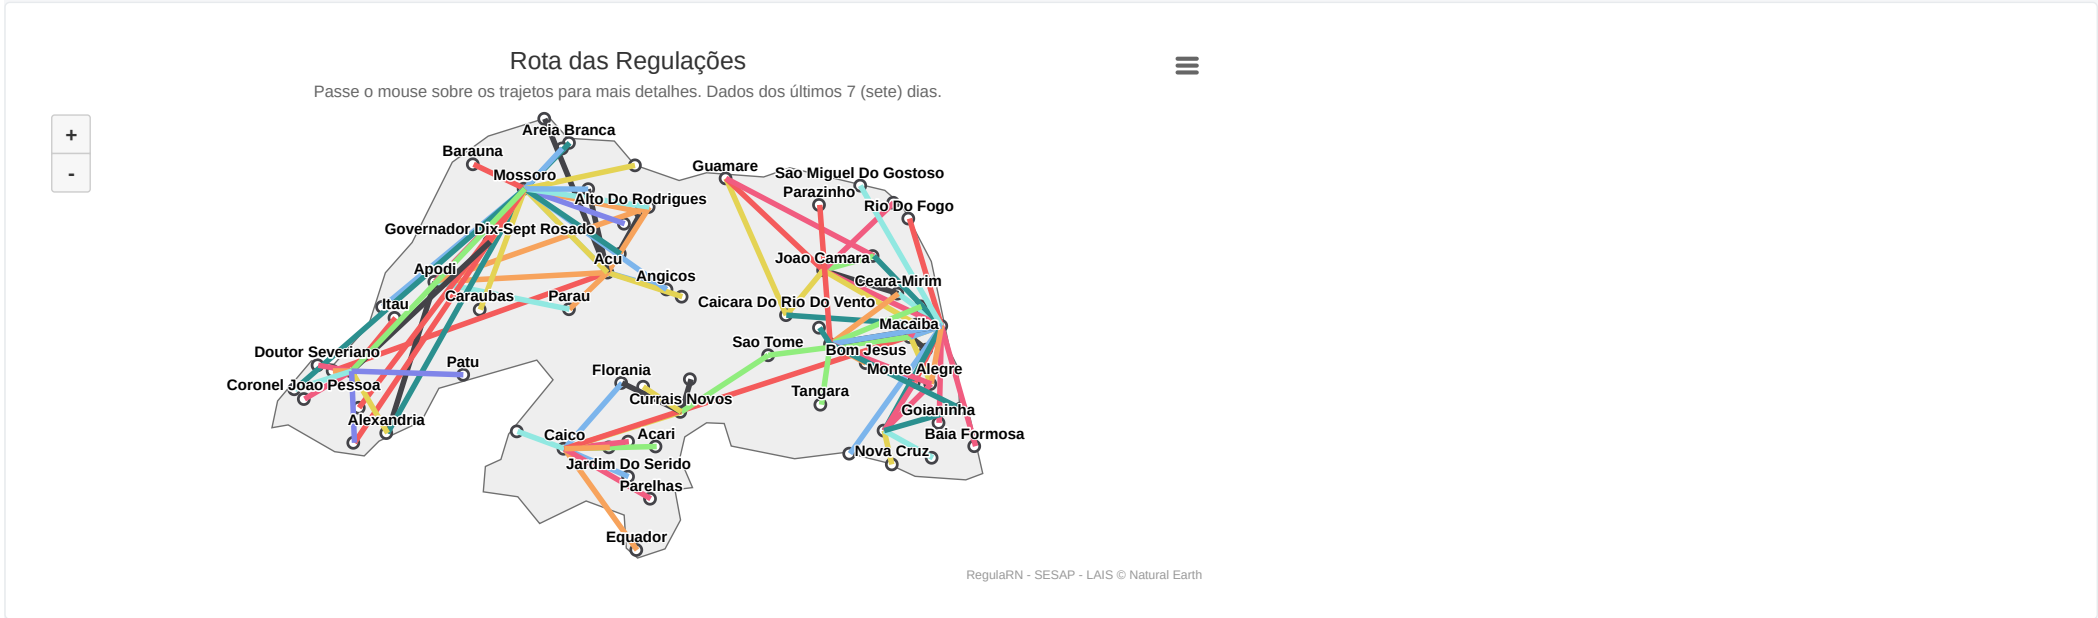 Rota das Regulações
Passe o mouse sobre os trajetos para mais detalhes. Dados dos últimos 7 (sete) dias.
+
-
Areia Branca
Barauna
Mossoro
Guamare
Sao Miguel Do Gostoso
Parazinho
Alto Do Rodrigues
Rio Do Fogo
Governador Dix-Sept Rosado
Acu
Joao Camara
Apodi
Angicos
Ceara-Mirim
Caraubas
Parau
Caicara Do Rio Do Vento
Itau
Macaiba
Sao Tome
Bom Jesus
Doutor Severiano
Patu
Florania
Monte Alegre
Coronel Joao Pessoa
Tangara
Currais Novos
Goianinha
Alexandria
Caico
Acari
Baia Formosa
Nova Cruz
Jardim Do Serido
Parelhas
Equador
RegulaRN - SESAP - LAIS © Natural Earth